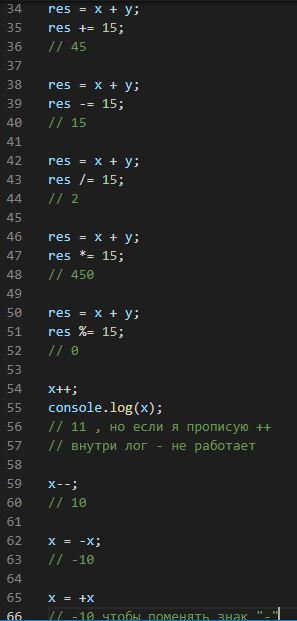 34 res = x + y;
35 res += 15;
36 // 45
37
38 res = x + y;
39 res -= 15;
40 // 15
41
42 res = x + y;
43 res /= 15;
44 // 2
45
46 res = x + y;
47 res *= 15;
48 // 450
49
50 res = x + y;
51 res %= 15;
52 // 0
53
54 x++;
55 console.log(x);
56 // 11 , но если я прописую ++
57 // внутри лог - не работает
58
59 x--;
60 // 10
61
62 x = -x;
63 // -10
64
65 x = +x
66 // -10 чтобы поменять знак "-"